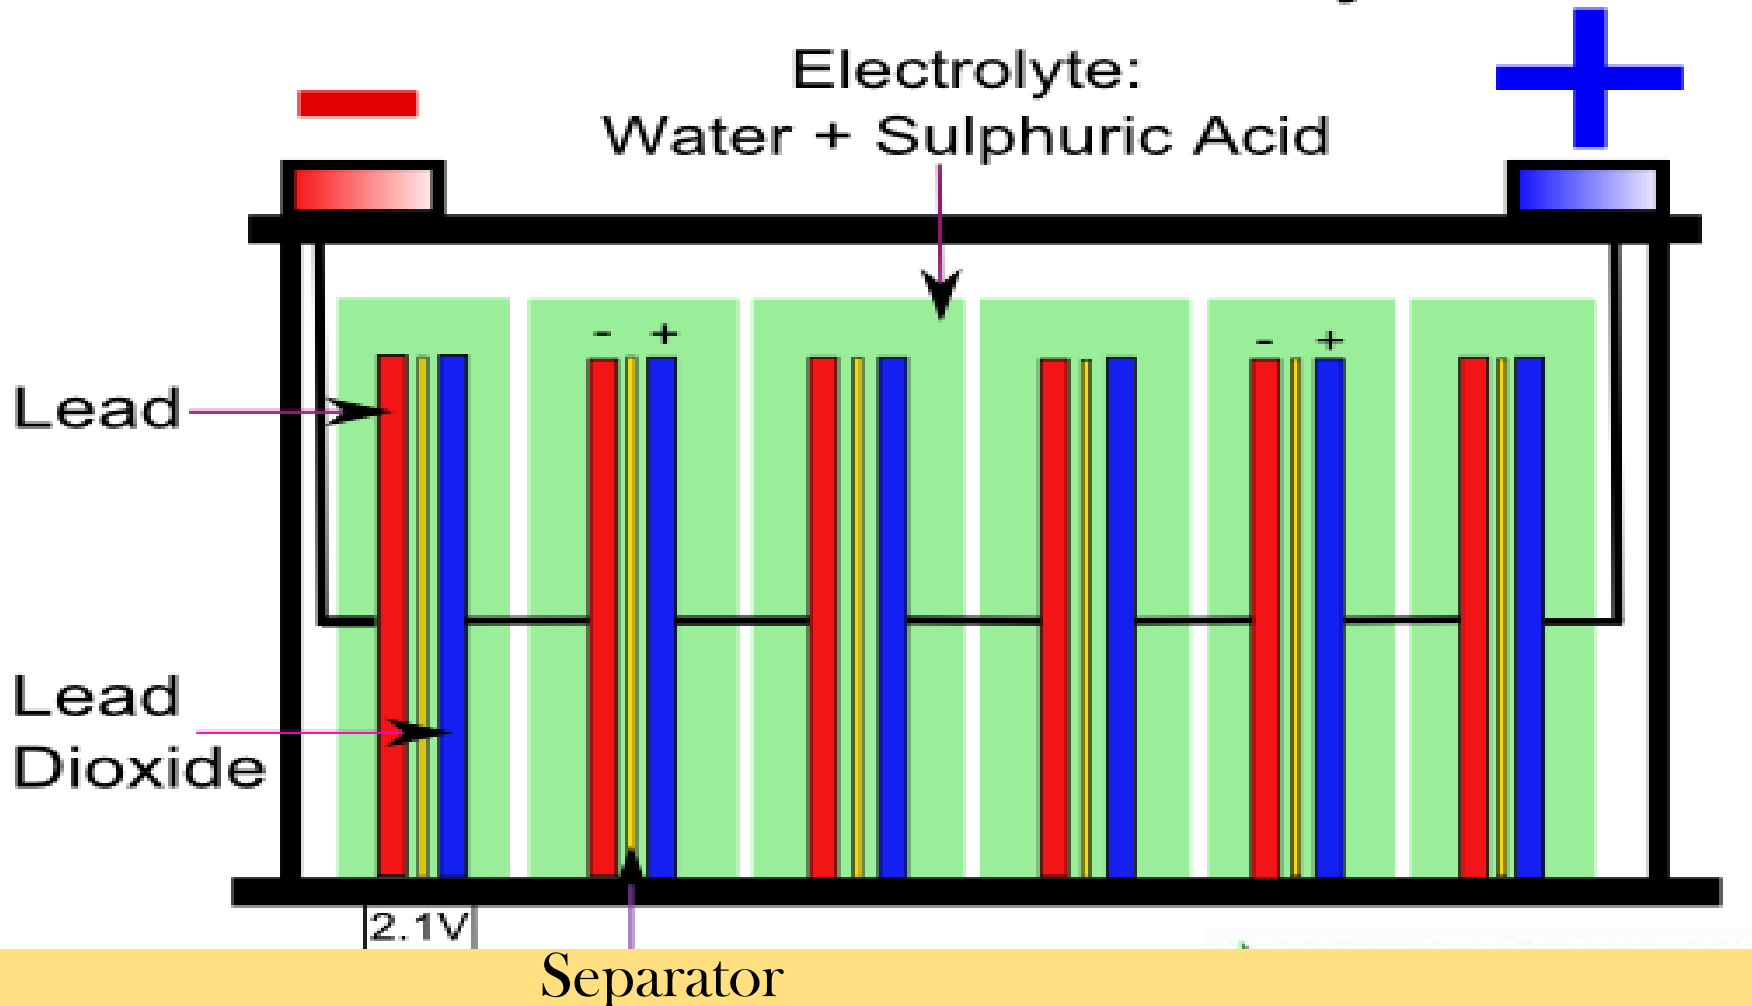 Electrolyte:
Water + Sulphuric Acid
- +
- +
Lead
Lead
Dioxide
2.1V
Separator